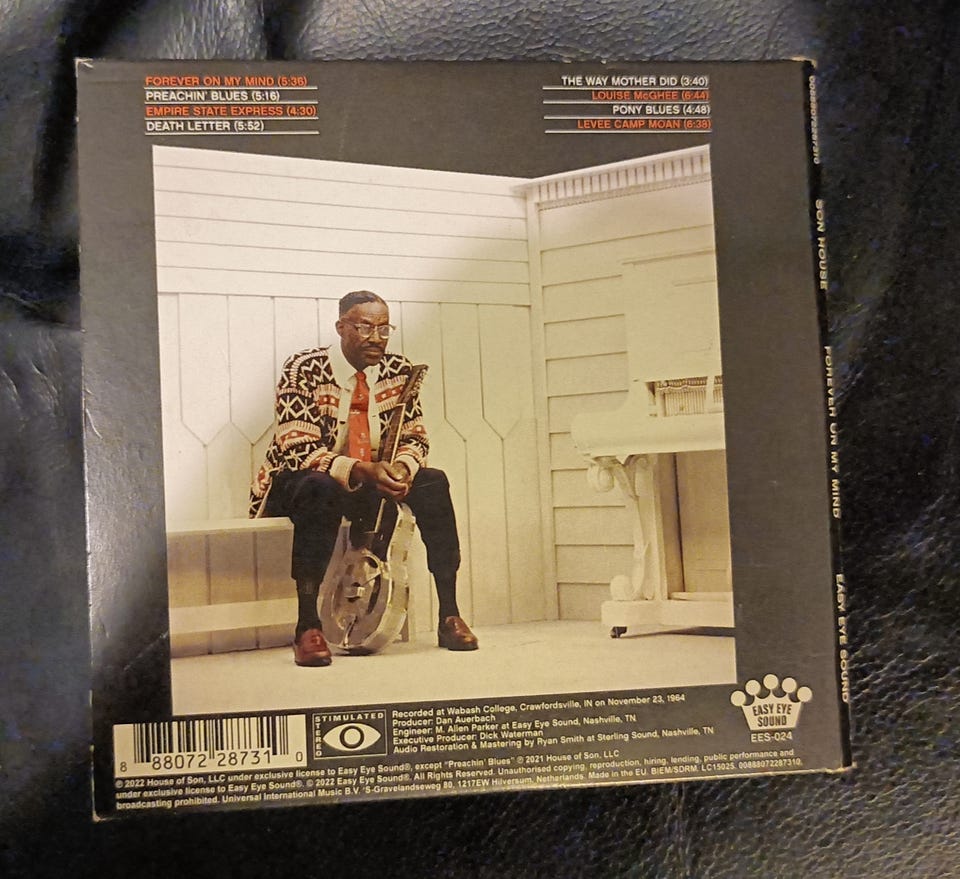 FOREVER ON MY MIND (5:36)
PREACHIN' BLUES (5:16)
EMPIRE STATE EXPRESS (4:30)
DEATH LETTER (5:52)
THE WAY MOTHER DID (3:40)
LOUISE McGHEE (6:44)
PONY BLUES (4:48)
LEVEE CAMP MOAN (6:38)
00888072287310
SON HOUSE
FOREVER ON MY MIND
EASY EYE SOUND
8 88072 28731 0
STIMULATED
STEREO
Recorded at Wabash College, Crawfordsville, IN on November 23, 1964
Producer: Dan Auerbach
Engineer: M. Allen Parker at Easy Eye Sound, Nashville, TN
Executive Producer: Dick Waterman
Audio Restoration & Mastering by Ryan Smith at Sterling Sound, Nashville, TN
EASY EYE
SOUND
EES-024
℗ 2022 House of Son, LLC under exclusive license to Easy Eye Sound®, except "Preachin' Blues" ℗ 2021 House of Son, LLC
under exclusive license to Easy Eye Sound®. © 2022 Easy Eye Sound®. All Rights Reserved. Unauthorised copying, reproduction, hiring, lending, public performance and
broadcasting prohibited. Universal International Music B.V. 'S-Gravelandseweg 80, 1217EW Hilversum, Netherlands. Made in the EU. BIEM/SDRM. LC15025. 00888072287310.